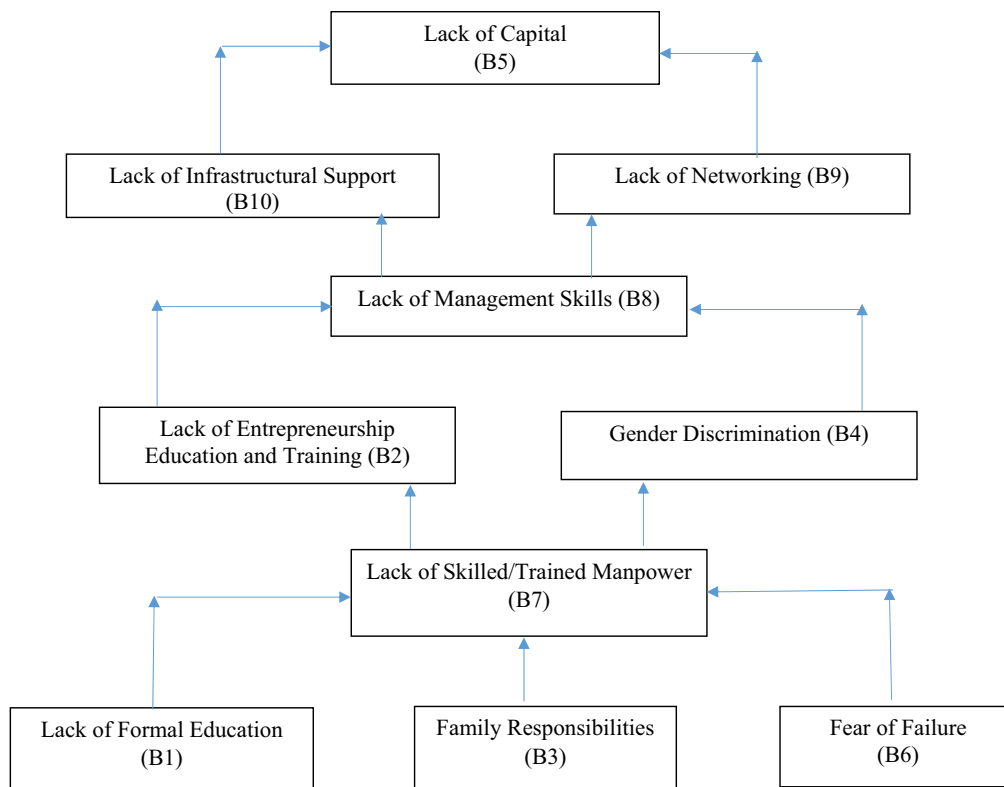 Lack of Capital
(B5)
Lack of Infrastructural Support
(B10)
Lack of Networking (B9)
Lack of Management Skills (B8)
Lack of Entrepreneurship
Education and Training (B2)
Gender Discrimination (B4)
Lack of Skilled/Trained Manpower
(B7)
Lack of Formal Education
(B1)
Family Responsibilities
(B3)
Fear of Failure
(B6)